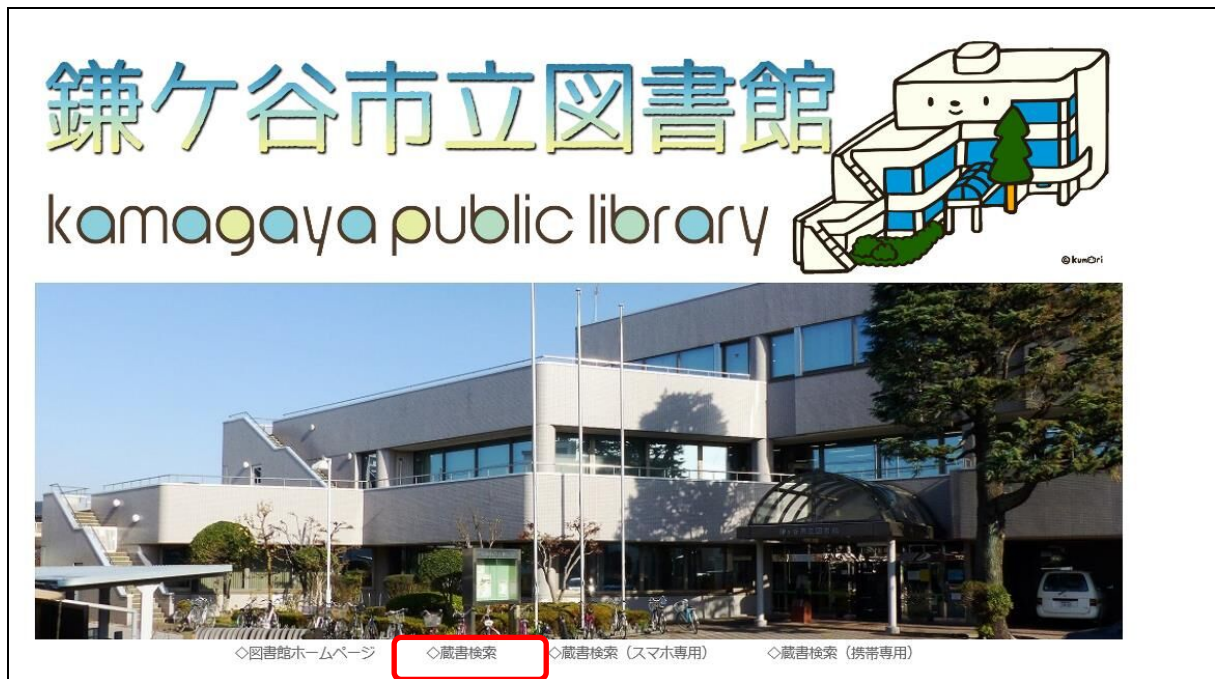 鎌ケ谷市立図書館
kamagaya public library
©kumori
◇図書館ホームページ ◇蔵書検索 ◇蔵書検索（スマホ専用） ◇蔵書検索（携帯専用）